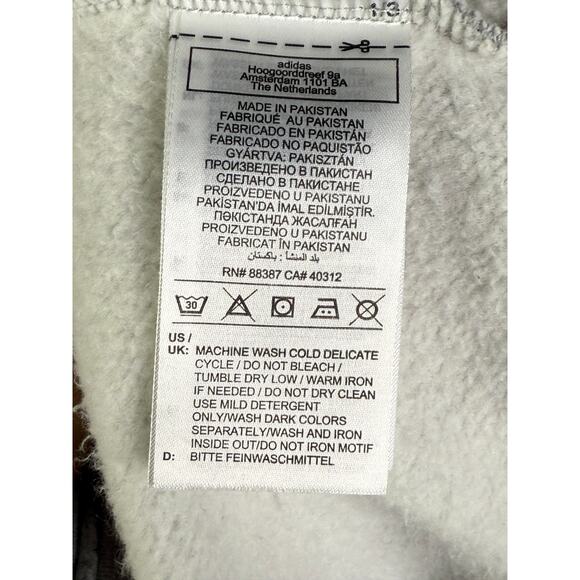 1/3
adidas
Hoogoorddreef 9a
Amsterdam 1101 BA
The Netherlands
MADE IN PAKISTAN
FABRIQUÉ AU PAKISTAN
FABRICADO EN PAKISTÁN
FABRICADO NO PAQUISTÃO
GYÁRTVA: PAKISZTÁN
ПРОИЗВЕДЕНО В ПАКИСТАН
СДЕЛАНО В ПАКИСТАНЕ
PROIZVEDENO U PAKISTANU
PAKİSTAN'DA İMAL EDİLMİŞTİR.
ПӘКІСТАНДА ЖАСАЛҒАН
PROIZVEDENO U PAKISTANU
FABRICAT ÎN PAKISTAN
بلد المنشأ : باكستان
RN# 88387 CA# 40312
30
US /
UK: MACHINE WASH COLD DELICATE
CYCLE / DO NOT BLEACH /
TUMBLE DRY LOW / WARM IRON
IF NEEDED / DO NOT DRY CLEAN
USE MILD DETERGENT
ONLY/WASH DARK COLORS
SEPARATELY/WASH AND IRON
INSIDE OUT/DO NOT IRON MOTIF
D: BITTE FEINWASCHMITTEL